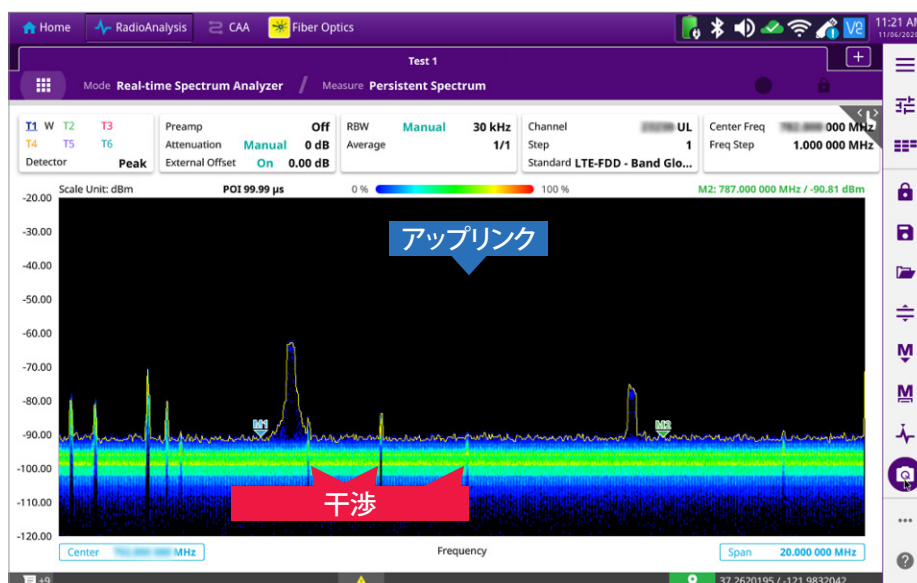 Home RadioAnalysis CAA Fiber Optics V2 11:21 AM
11/06/2020
Test 1 +
Mode Real-time Spectrum Analyzer / Measure Persistent Spectrum
T1 W T2 T3
T4 T5 T6
Detector Peak
Preamp Off
Attenuation Manual 0 dB
External Offset On 0.00 dB
RBW Manual 30 kHz
Average 1/1
Channel UL
Step 1
Standard LTE-FDD - Band Glo...
Center Freq 000 MHz
Freq Step 1.000 000 MHz
Scale Unit: dBm POI 99.99 µs 0 % 100 % M2: 787.000 000 MHz / -90.81 dBm
-20.00
アップリンク
-30.00
-40.00
-50.00
-60.00
-70.00
-80.00
M1 M2
-90.00
-100.00
干渉
-110.00
-120.00
Center MHz Frequency Span 20.000 000 MHz
M
M
Q
+9 37.2620195 / -121.9832042